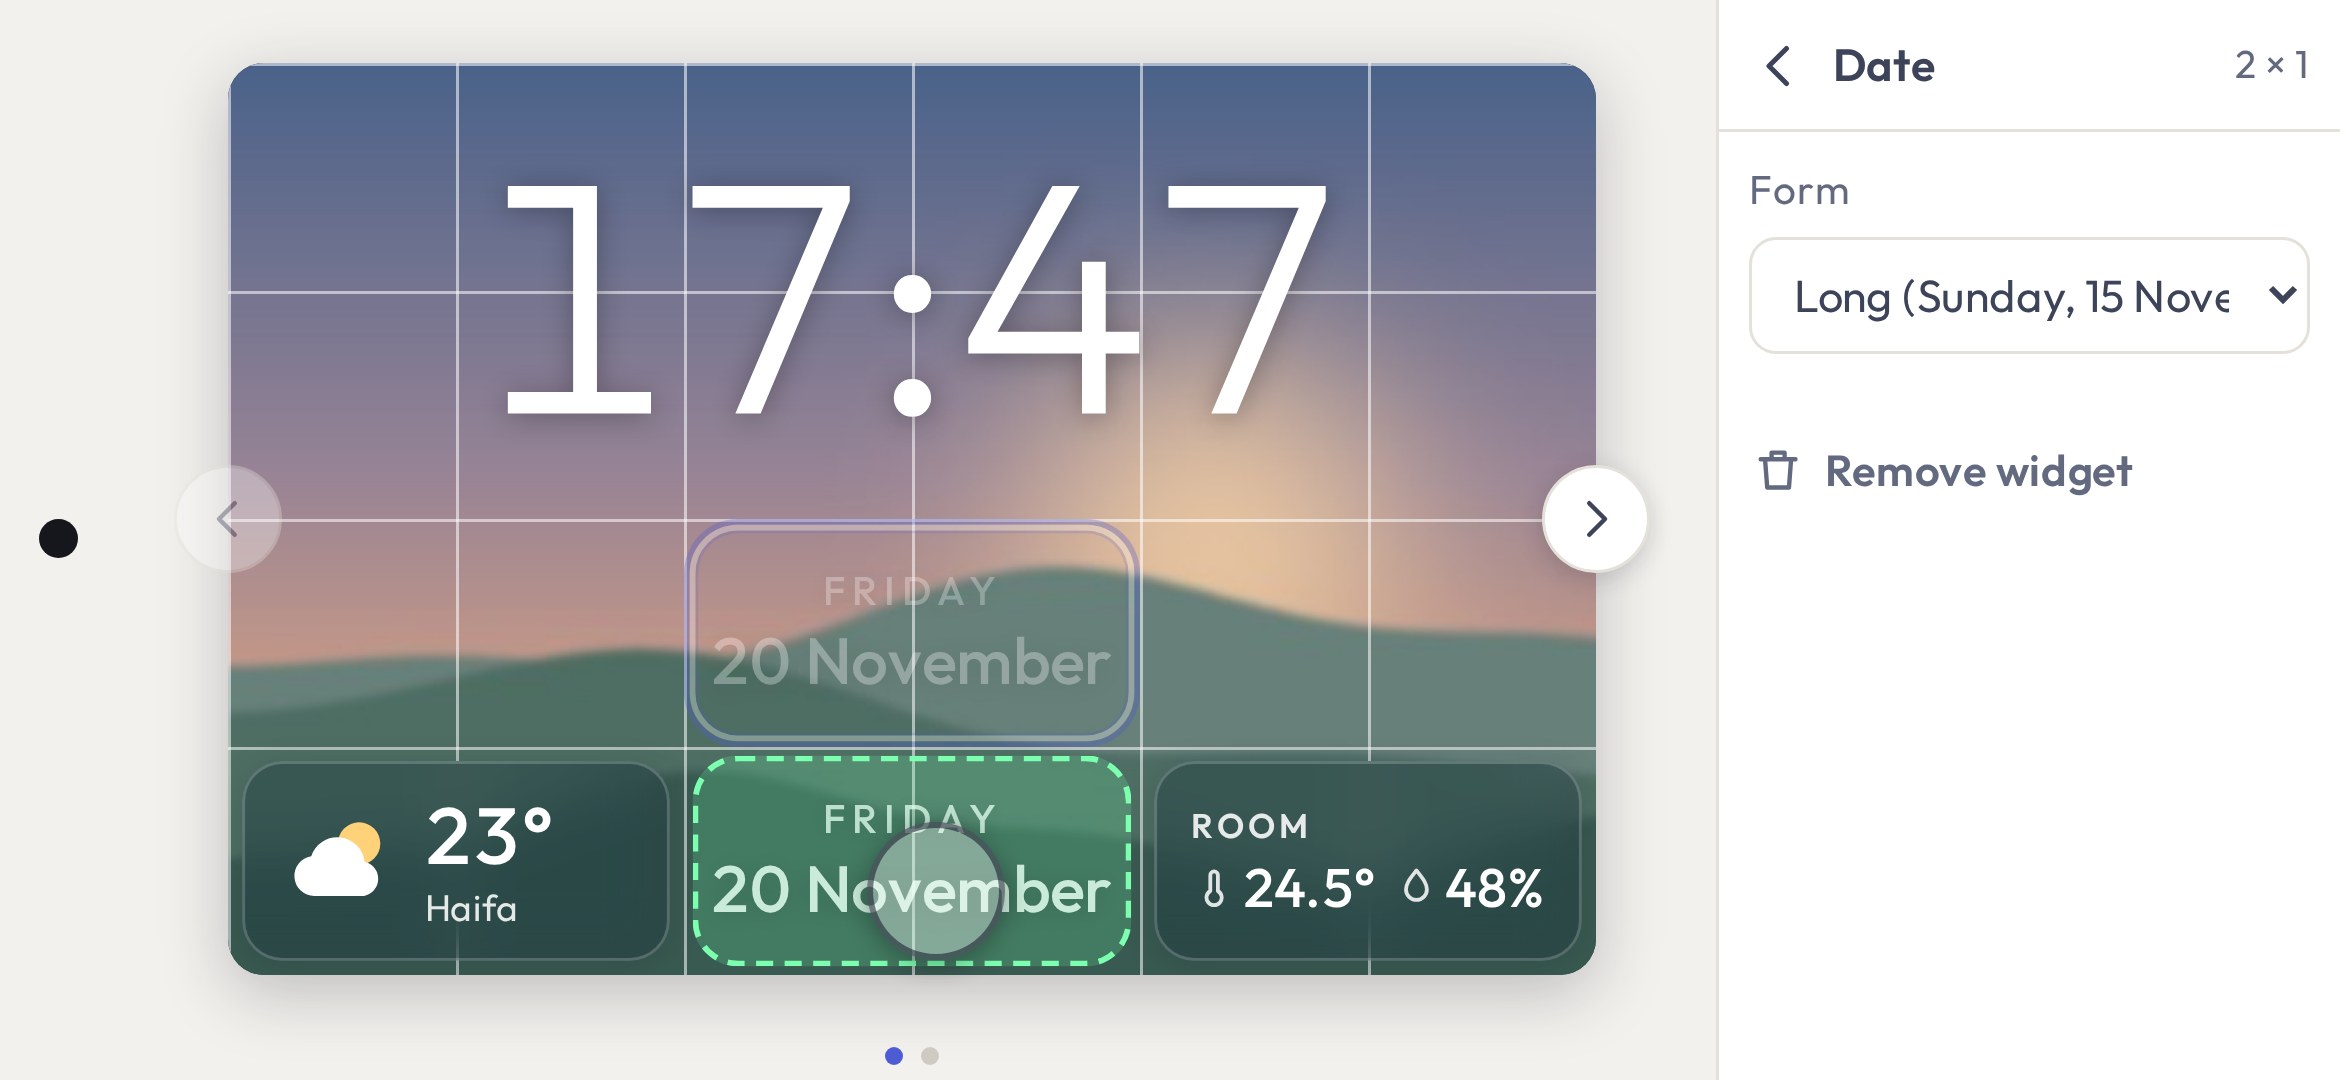 17:47
FRIDAY
20 November
23°
Haifa
FRIDAY
20 November
ROOM
24.5° 48%
Date
2 × 1
Form
Long (Sunday, 15 Nove
Remove widget